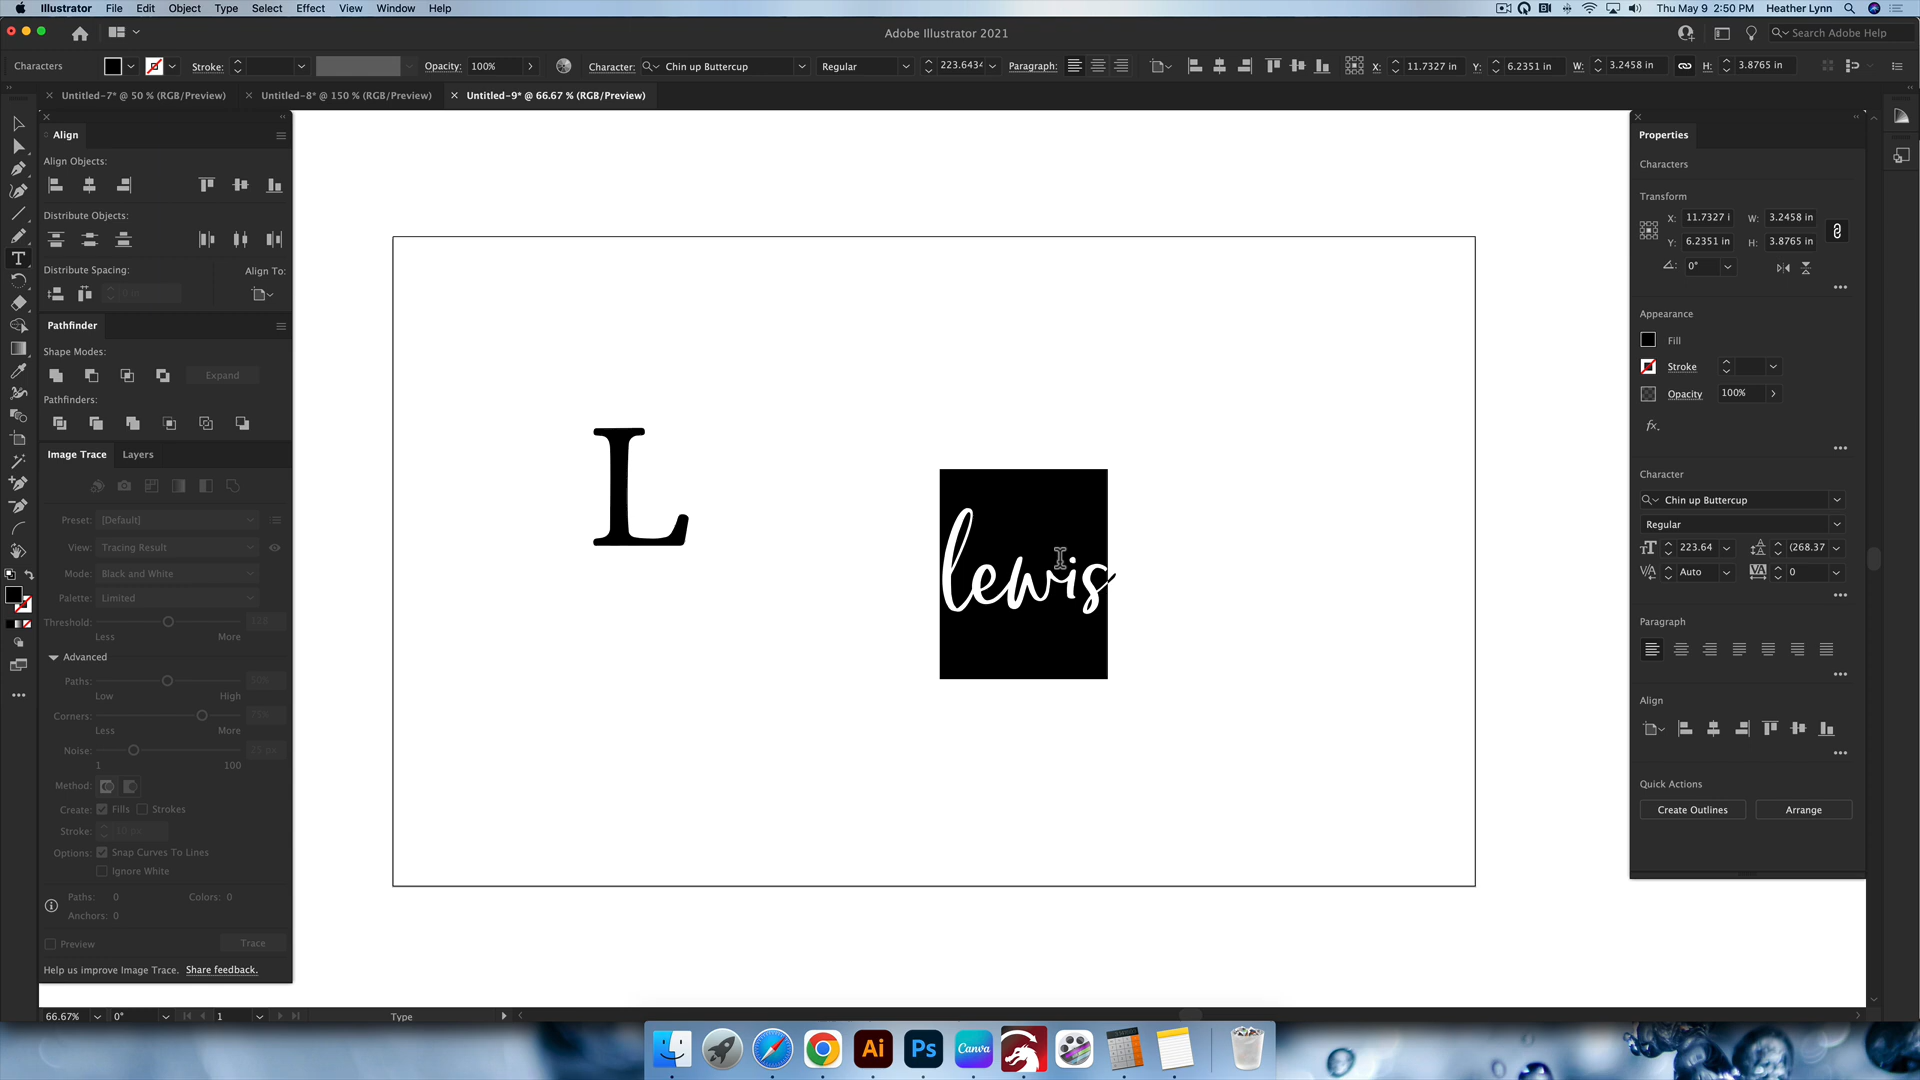 Illustrator File Edit Object Type Select Effect View Window Help Thu May 9 2:50 PM Heather Lynn
Adobe Illustrator 2021 Search Adobe Help
Characters Stroke: Opacity: 100% Character: Chin up Buttercup Regular 223.6434 Paragraph: X: 11.7327 in Y: 6.2351 in W: 3.2458 in H: 3.8765 in
Untitled-7* @ 50 % (RGB/Preview) Untitled-8* @ 150 % (RGB/Preview) Untitled-9* @ 66.67 % (RGB/Preview)
Align
Align Objects:
Distribute Objects:
Distribute Spacing: Align To:
0 in
Pathfinder
Shape Modes:
Expand
Pathfinders:
Image Trace Layers
Preset: [Default]
View: Tracing Result
Mode: Black and White
Palette: Limited
Threshold:
Less More
Advanced
Paths:
Low High
Corners:
Less More
Noise: 25 px
1 100
Method:
Create: Fills Strokes
Stroke: 10 px
Options: Snap Curves To Lines
Ignore White
Paths: 0 Colors: 0
Anchors: 0
Preview Trace
Help us improve Image Trace. Share feedback.
L
lewis
Properties
Characters
Transform
X: 11.7327 i W: 3.2458 in
Y: 6.2351 in H: 3.8765 in
0°
Appearance
Fill
Stroke
Opacity 100%
fx.
Character
Chin up Buttercup
Regular
223.64 (268.37
Auto 0
Paragraph
Align
Quick Actions
Create Outlines Arrange
66.67% 0° 1 Type
Ai Ps Canva